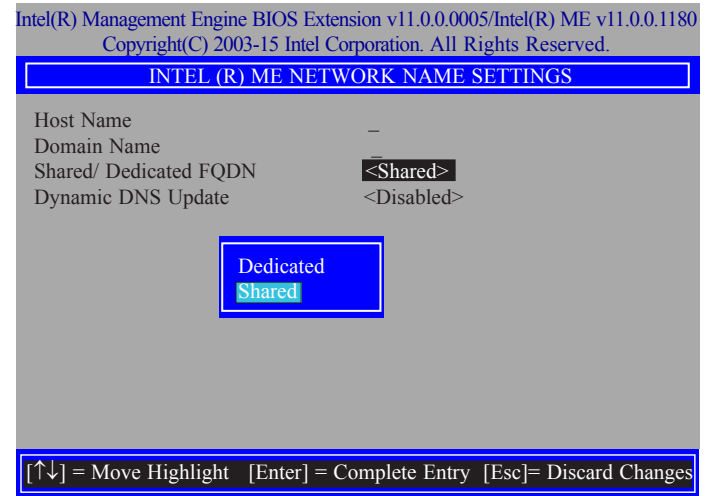 Intel(R) Management Engine BIOS Extension v11.0.0.0005/Intel(R) ME v11.0.0.1180
Copyright(C) 2003-15 Intel Corporation. All Rights Reserved.
INTEL (R) ME NETWORK NAME SETTINGS
Host Name _
Domain Name _
Shared/ Dedicated FQDN <Shared>
Dynamic DNS Update <Disabled>
Dedicated
Shared
[↑↓] = Move Highlight [Enter] = Complete Entry [Esc]= Discard Changes